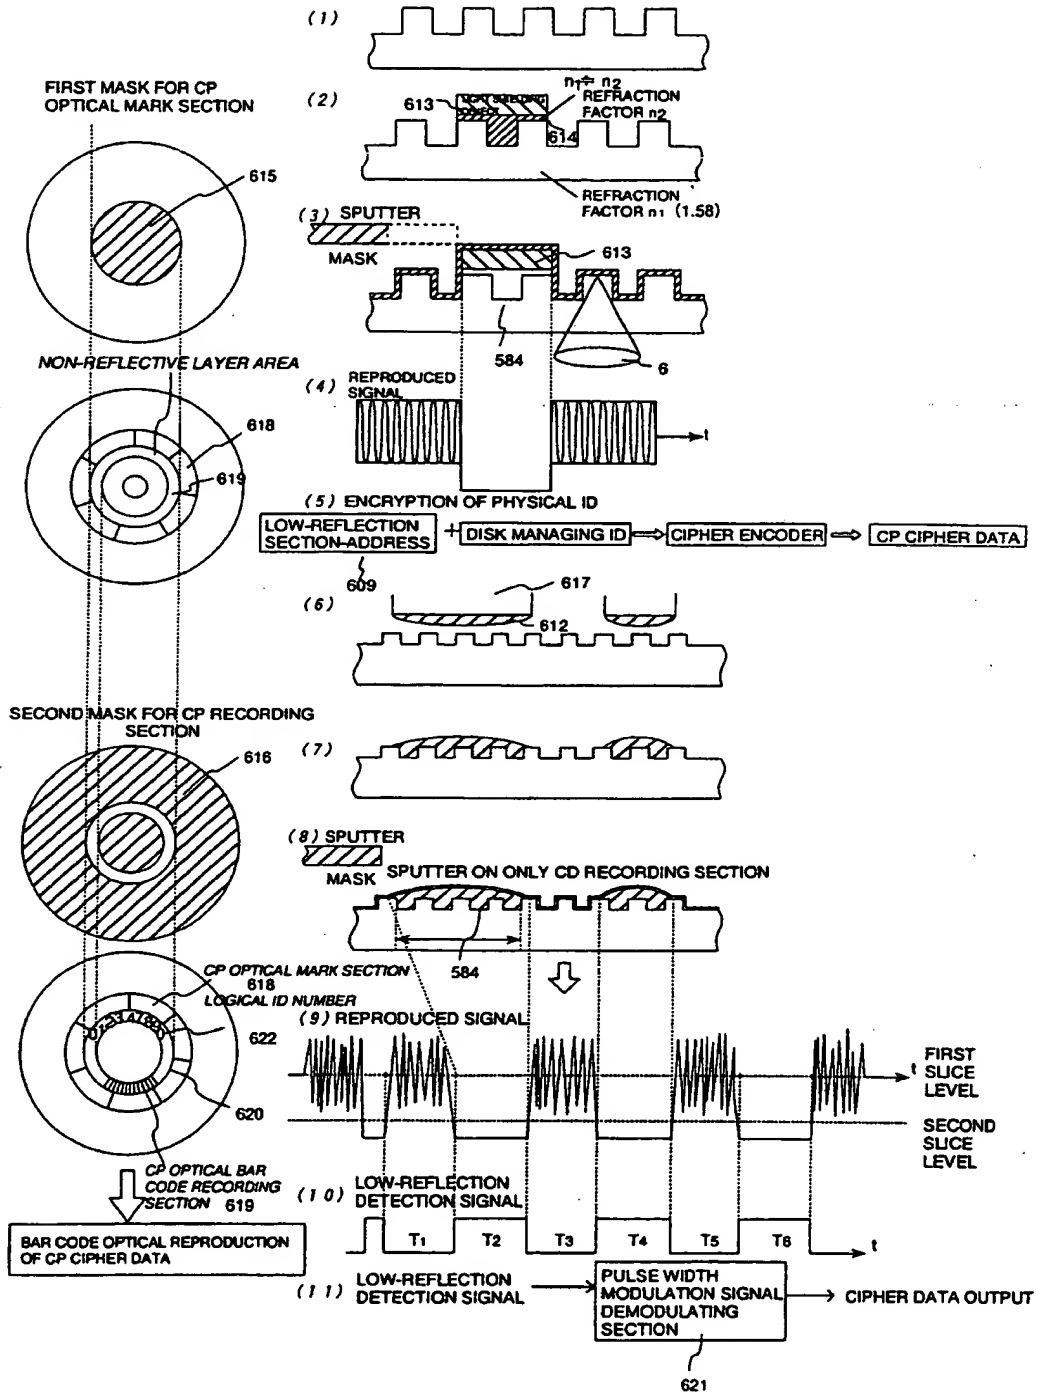 (1)
FIRST MASK FOR CP
OPTICAL MARK SECTION
(2)
n₁≑ n₂
613
REFRACTION
FACTOR n₂
614
615
REFRACTION
FACTOR n₁ (1.58)
(3) SPUTTER
MASK
613
584
6
NON-REFLECTIVE LAYER AREA
618
619
(4) REPRODUCED
SIGNAL
t
(5) ENCRYPTION OF PHYSICAL ID
LOW-REFLECTION
SECTION-ADDRESS
+
DISK MANAGING ID
CIPHER ENCODER
CP CIPHER DATA
609
(6)
617
612
SECOND MASK FOR CP RECORDING
SECTION
616
(7)
(8) SPUTTER
MASK
SPUTTER ON ONLY CD RECORDING SECTION
584
CP OPTICAL MARK SECTION
618
LOGICAL ID NUMBER
622
620
(9) REPRODUCED SIGNAL
t
FIRST
SLICE
LEVEL
SECOND
SLICE
LEVEL
CP OPTICAL BAR
CODE RECORDING
SECTION 619
BAR CODE OPTICAL REPRODUCTION
OF CP CIPHER DATA
(10) LOW-REFLECTION
DETECTION SIGNAL
T1 T2 T3 T4 T5 T6 t
(11) LOW-REFLECTION
DETECTION SIGNAL
PULSE WIDTH
MODULATION SIGNAL
DEMODULATING
SECTION
CIPHER DATA OUTPUT
621